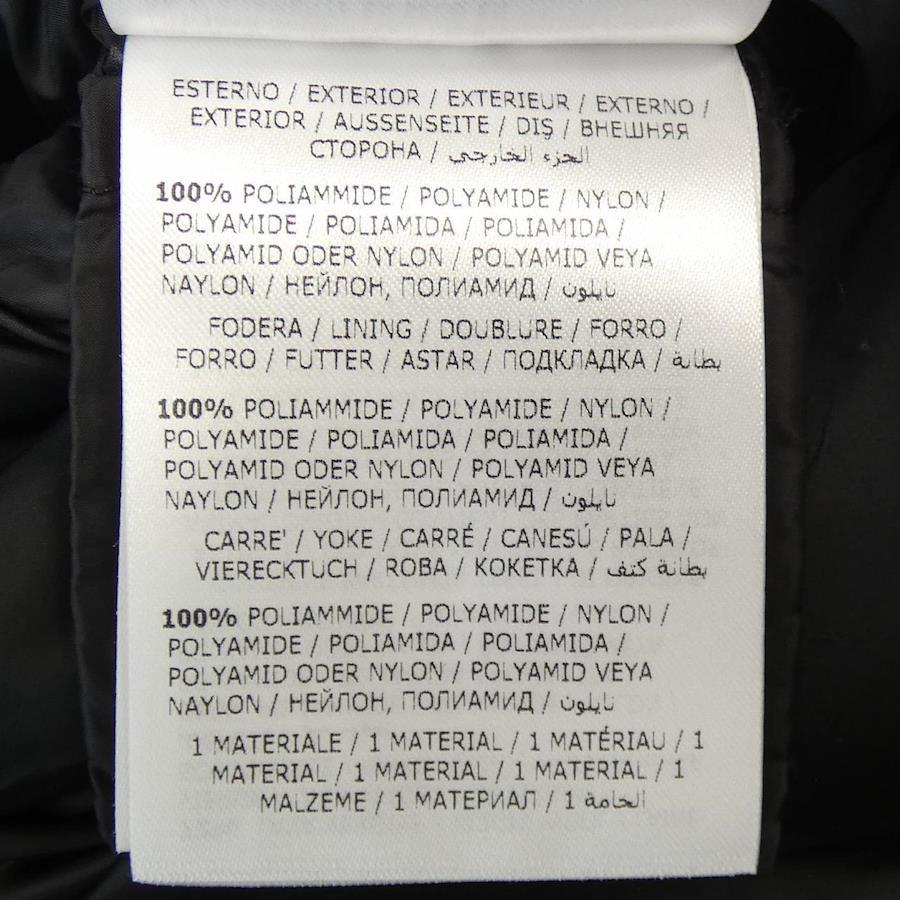 ESTERNO / EXTERIOR / EXTERIEUR / EXTERNO /
EXTERIOR / AUSSENSEITE / DIŞ / ВНЕШНЯЯ
СТОРОНА / الجزء الخارجي
100% POLIAMMIDE / POLYAMIDE / NYLON /
POLYAMIDE / POLIAMIDA / POLIAMIDA /
POLYAMID ODER NYLON / POLYAMID VEYA
NAYLON / НЕЙЛОН, ПОЛИАМИД / نايلون
FODERA / LINING / DOUBLURE / FORRO /
FORRO / FUTTER / ASTAR / ПОДКЛАДКА / بطانة
100% POLIAMMIDE / POLYAMIDE / NYLON /
POLYAMIDE / POLIAMIDA / POLIAMIDA /
POLYAMID ODER NYLON / POLYAMID VEYA
NAYLON / НЕЙЛОН, ПОЛИАМИД / نايلون
CARRE' / YOKE / CARRÉ / CANESÚ / PALA /
VIERECKTUCH / ROBA / КОКЕТКА / بطانة كتف
100% POLIAMMIDE / POLYAMIDE / NYLON /
POLYAMIDE / POLIAMIDA / POLIAMIDA /
POLYAMID ODER NYLON / POLYAMID VEYA
NAYLON / НЕЙЛОН, ПОЛИАМИД / نايلون
1 MATERIALE / 1 MATERIAL / 1 MATÉRIAU / 1
MATERIAL / 1 MATERIAL / 1 MATERIAL / 1
MALZEME / 1 МАТЕРИАЛ / 1 الخامة